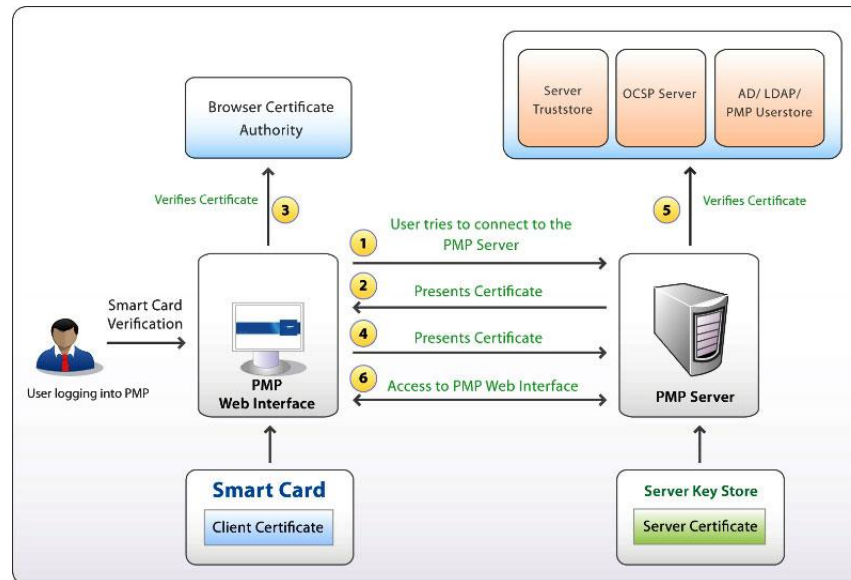 Browser Certificate
Authority
Server
Truststore
OCSP Server
AD/ LDAP/
PMP Userstore
Verifies Certificate
3
5
Verifies Certificate
1
User tries to connect to the
PMP Server
2
Presents Certificate
Smart Card
Verification
4
Presents Certificate
User logging into PMP
PMP
Web Interface
6
Access to PMP Web Interface
PMP Server
Smart Card
Client Certificate
Server Key Store
Server Certificate